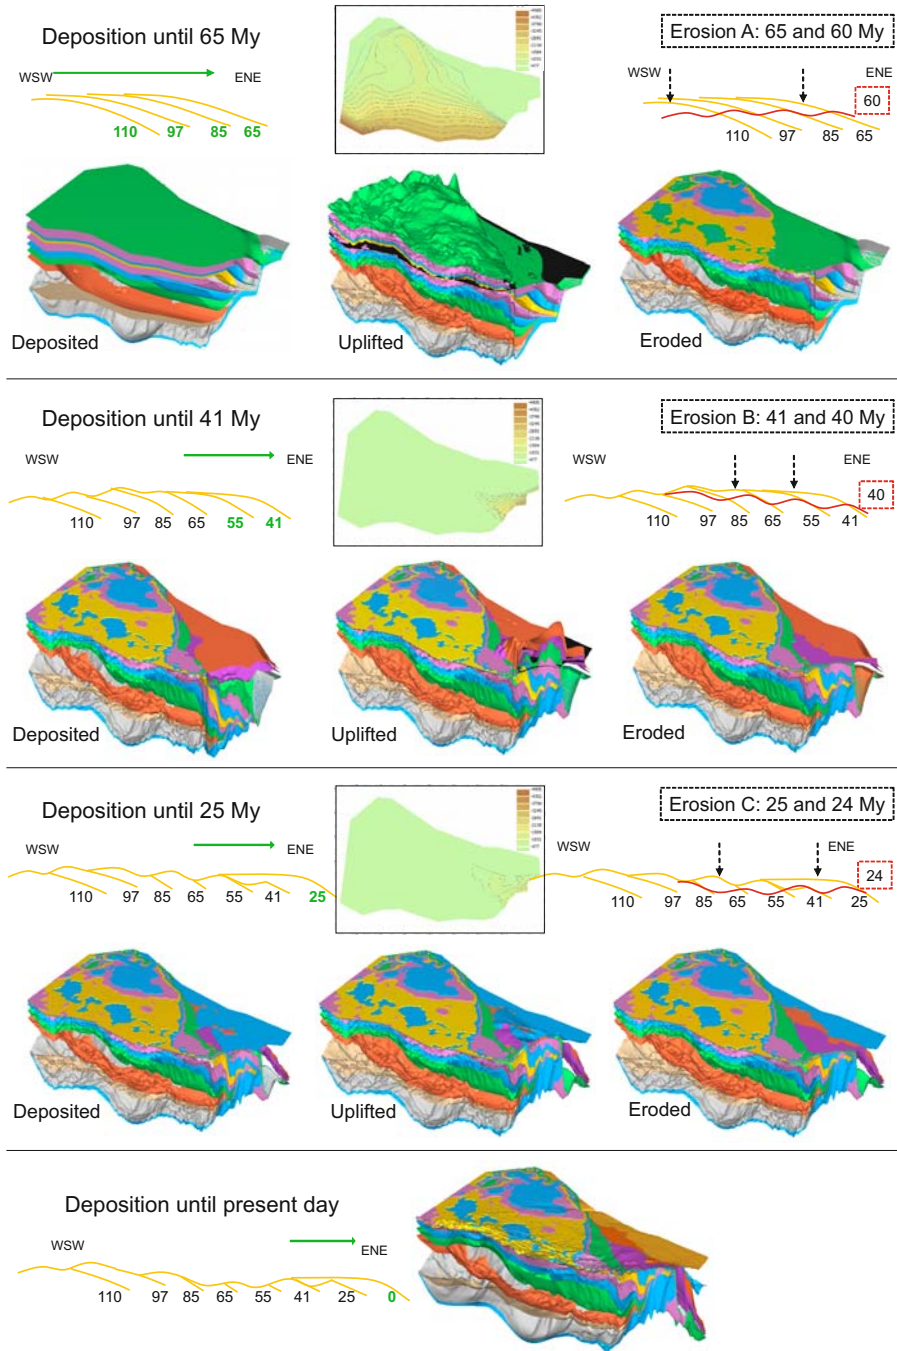 Deposition until 65 My
Erosion A: 65 and 60 My
WSW
ENE
110 97 85 65
WSW
ENE
60
110 97 85 65
Deposited
Uplifted
Eroded
Deposition until 41 My
Erosion B: 41 and 40 My
WSW
ENE
110 97 85 65 55 41
WSW
ENE
40
110 97 85 65 55 41
Deposited
Uplifted
Eroded
Deposition until 25 My
Erosion C: 25 and 24 My
WSW
ENE
110 97 85 65 55 41 25
WSW
ENE
24
110 97 85 65 55 41 25
Deposited
Uplifted
Eroded
Deposition until present day
WSW
ENE
110 97 85 65 55 41 25 0